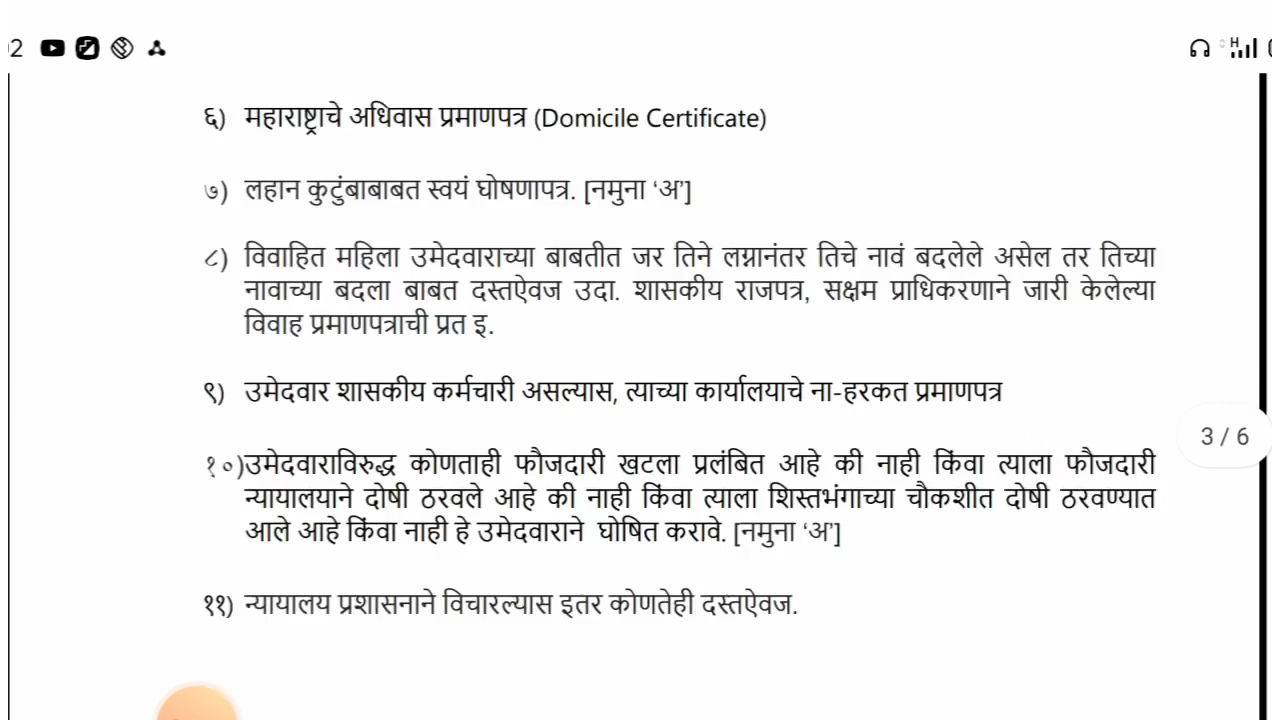 02
H
६) महाराष्ट्राचे अधिवास प्रमाणपत्र (Domicile Certificate)
७) लहान कुटुंबाबाबत स्वयं घोषणापत्र. [नमुना ‘अ’]
८) विवाहित महिला उमेदवाराच्या बाबतीत जर तिने लग्नानंतर तिचे नावं बदलेले असेल तर तिच्या
नावाच्या बदला बाबत दस्तऐवज उदा. शासकीय राजपत्र, सक्षम प्राधिकरणाने जारी केलेल्या
विवाह प्रमाणपत्राची प्रत इ.
९) उमेदवार शासकीय कर्मचारी असल्यास, त्याच्या कार्यालयाचे ना-हरकत प्रमाणपत्र
3 / 6
१०)उमेदवाराविरुद्ध कोणताही फौजदारी खटला प्रलंबित आहे की नाही किंवा त्याला फौजदारी
न्यायालयाने दोषी ठरवले आहे की नाही किंवा त्याला शिस्तभंगाच्या चौकशीत दोषी ठरवण्यात
आले आहे किंवा नाही हे उमेदवाराने घोषित करावे. [नमुना ‘अ’]
११) न्यायालय प्रशासनाने विचारल्यास इतर कोणतेही दस्तऐवज.